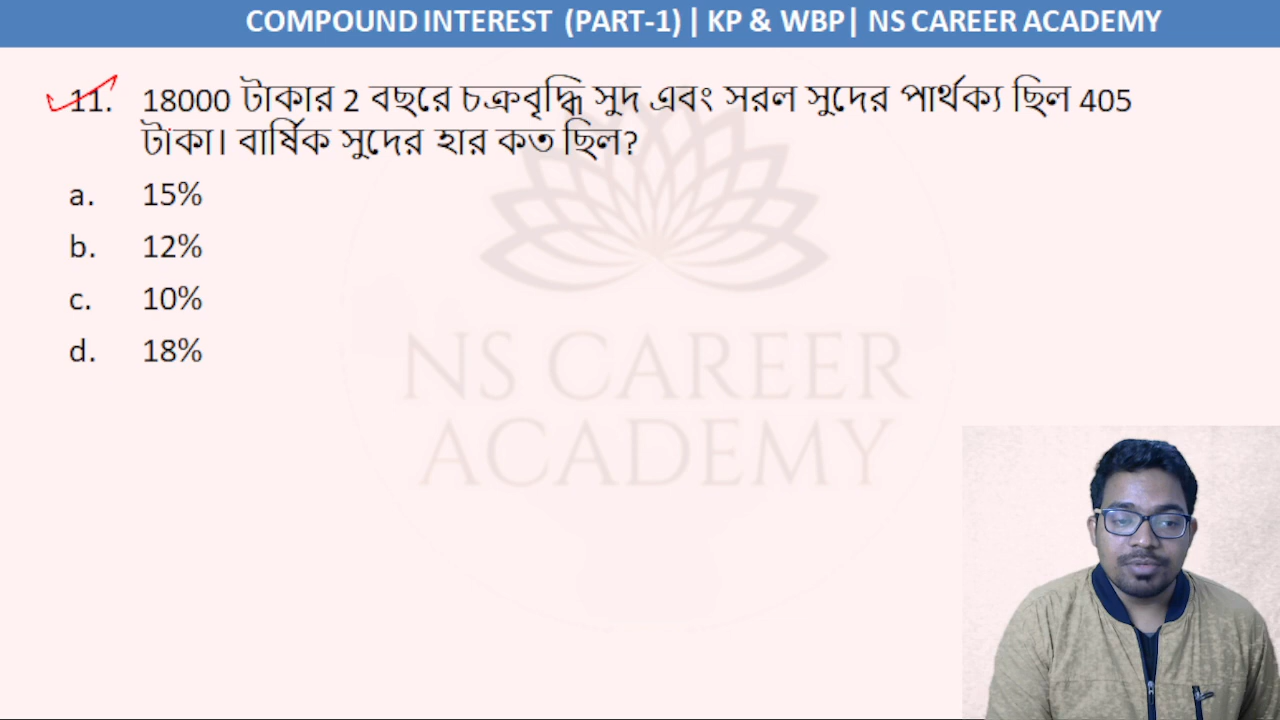 COMPOUND INTEREST (PART-1) | KP & WBP| NS CAREER ACADEMY
11. 18000 টাকার 2 বছরে চক্রবৃদ্ধি সুদ এবং সরল সুদের পার্থক্য ছিল 405
টাকা। বার্ষিক সুদের হার কত ছিল?
a. 15%
b. 12%
c. 10%
d. 18%
NS CAREER
ACADEMY